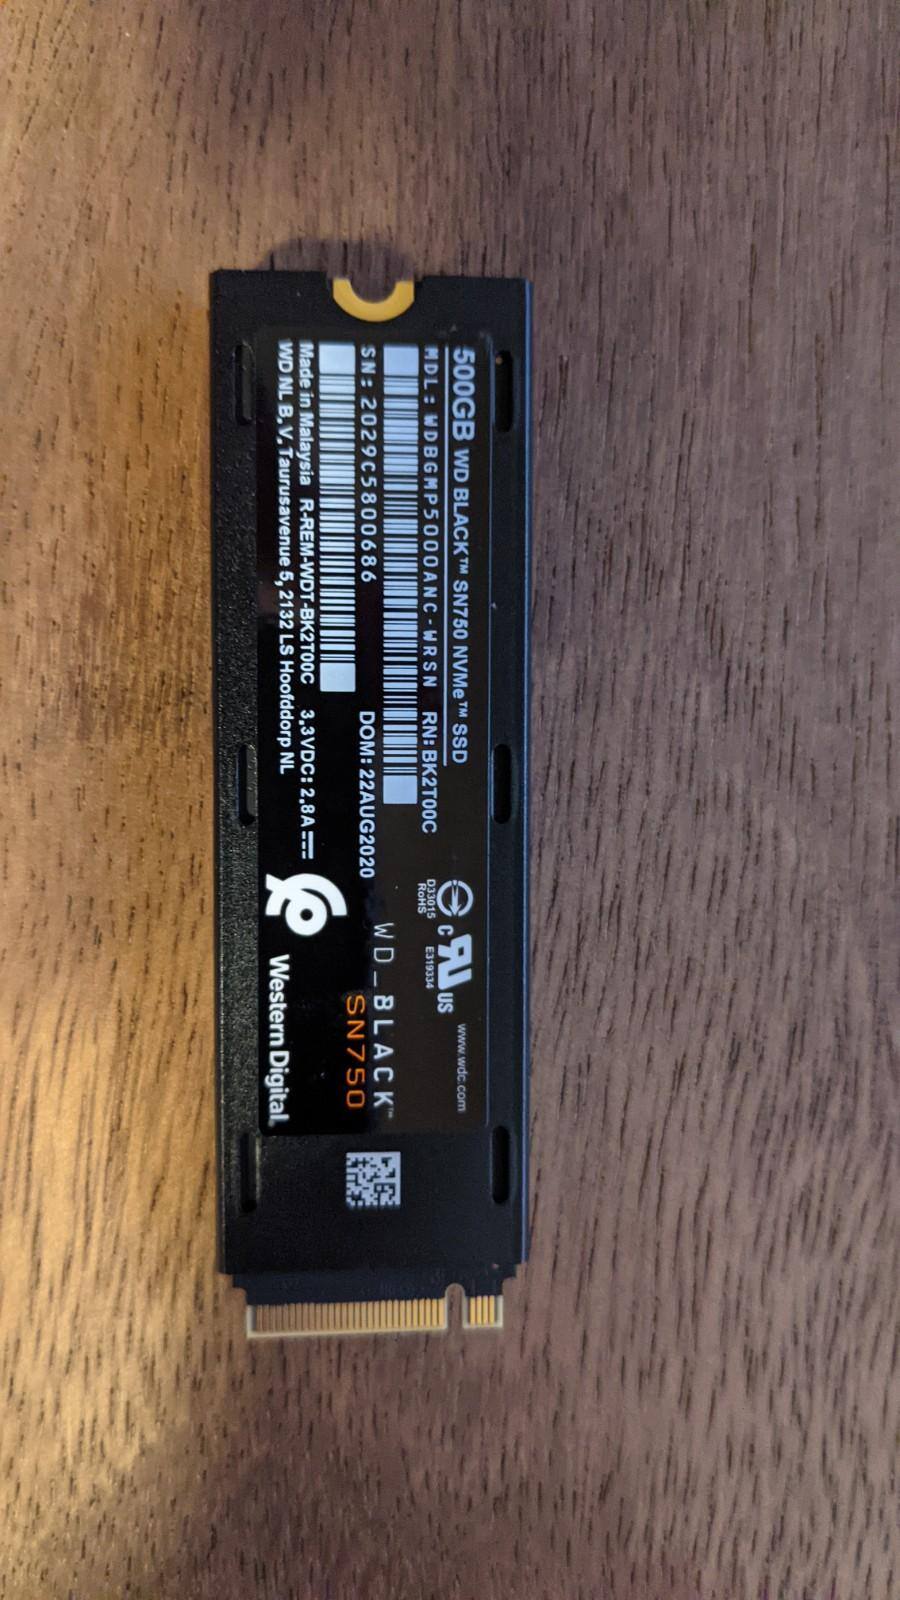 500GB WD BLACK™ SN750 NVMe™ SSD
MDL: WDBGMP5000ANC-WRSN RN: BK2T00C
SN: 2029C5800686 DOM: 22AUG2020
Made in Malaysia R-REM-WDT-BK2T00C 3.3VDC: 2.8A
WD NL B.V. Taurusavenue 5, 2132 LS Hoofddorp NL
D33015
RoHS
C US
E319334
www.wdc.com
WD_BLACK™
SN750
Western Digital.